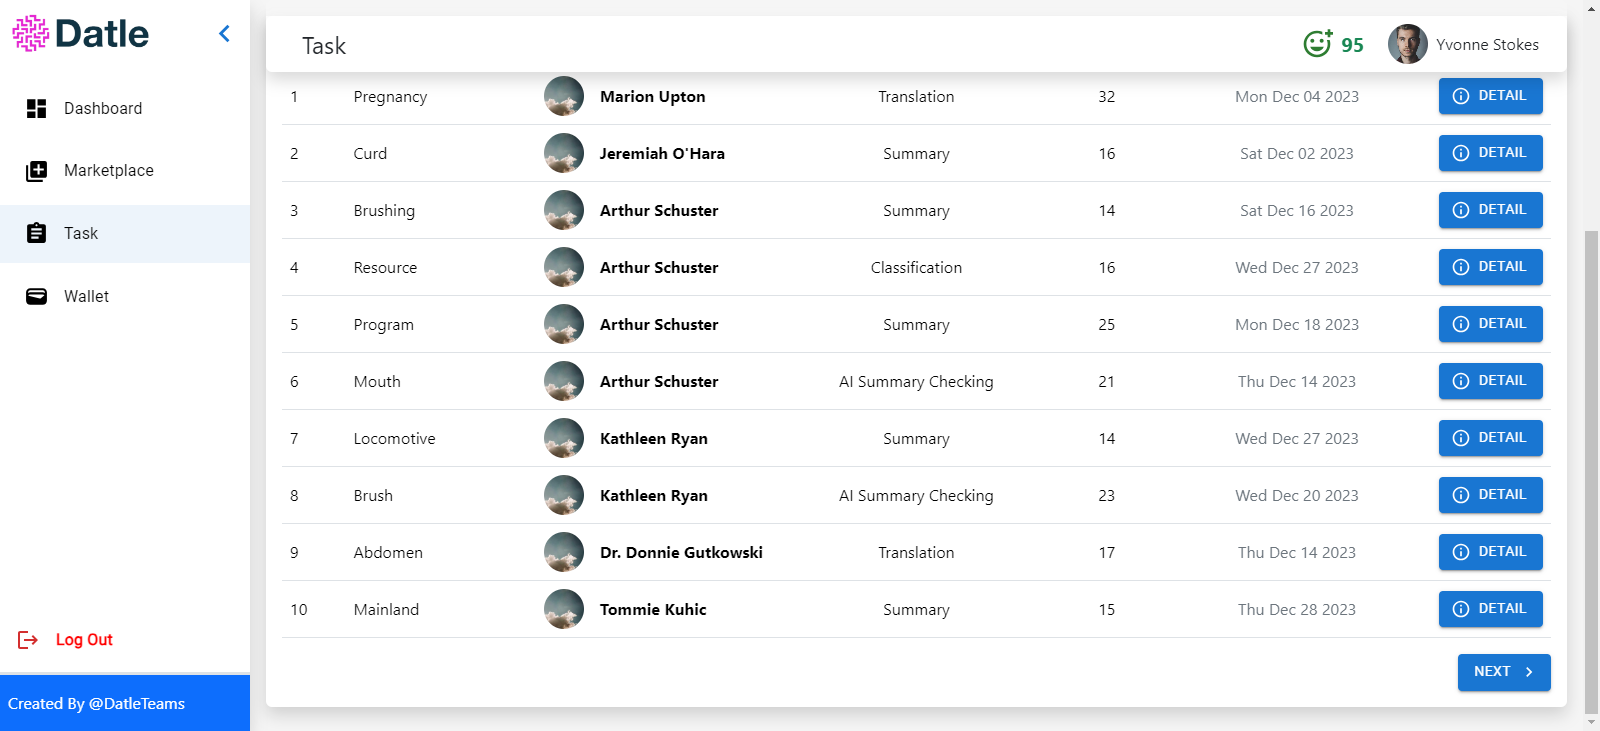 Datle
Task
95
Yvonne Stokes
Dashboard
Marketplace
Task
Wallet
Log Out
Created By @DatleTeams
1 Pregnancy Marion Upton Translation 32 Mon Dec 04 2023 DETAIL
2 Curd Jeremiah O'Hara Summary 16 Sat Dec 02 2023 DETAIL
3 Brushing Arthur Schuster Summary 14 Sat Dec 16 2023 DETAIL
4 Resource Arthur Schuster Classification 16 Wed Dec 27 2023 DETAIL
5 Program Arthur Schuster Summary 25 Mon Dec 18 2023 DETAIL
6 Mouth Arthur Schuster AI Summary Checking 21 Thu Dec 14 2023 DETAIL
7 Locomotive Kathleen Ryan Summary 14 Wed Dec 27 2023 DETAIL
8 Brush Kathleen Ryan AI Summary Checking 23 Wed Dec 20 2023 DETAIL
9 Abdomen Dr. Donnie Gutkowski Translation 17 Thu Dec 14 2023 DETAIL
10 Mainland Tommie Kuhic Summary 15 Thu Dec 28 2023 DETAIL
NEXT